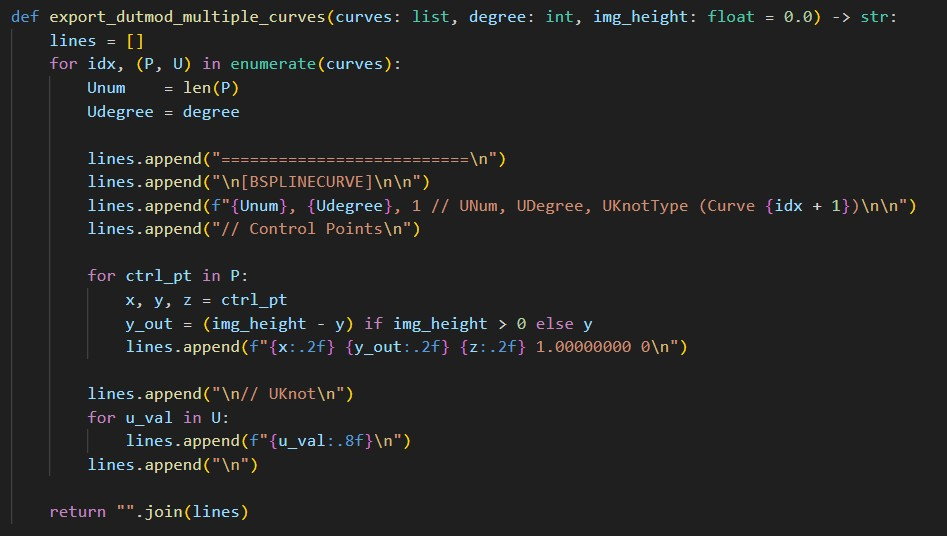 def export_dutmod_multiple_curves(curves: list, degree: int, img_height: float = 0.0) -> str:
    lines = []
    for idx, (P, U) in enumerate(curves):
        Unum    = len(P)
        Udegree = degree

        lines.append("==========================\n")
        lines.append("\n[BSPLINECURVE]\n\n")
        lines.append(f"{Unum}, {Udegree}, 1 // UNum, UDegree, UKnotType (Curve {idx + 1})\n\n")
        lines.append("// Control Points\n")

        for ctrl_pt in P:
            x, y, z = ctrl_pt
            y_out = (img_height - y) if img_height > 0 else y
            lines.append(f"{x:.2f} {y_out:.2f} {z:.2f} 1.00000000 0\n")

        lines.append("\n// UKnot\n")
        for u_val in U:
            lines.append(f"{u_val:.8f}\n")
        lines.append("\n")

    return "".join(lines)